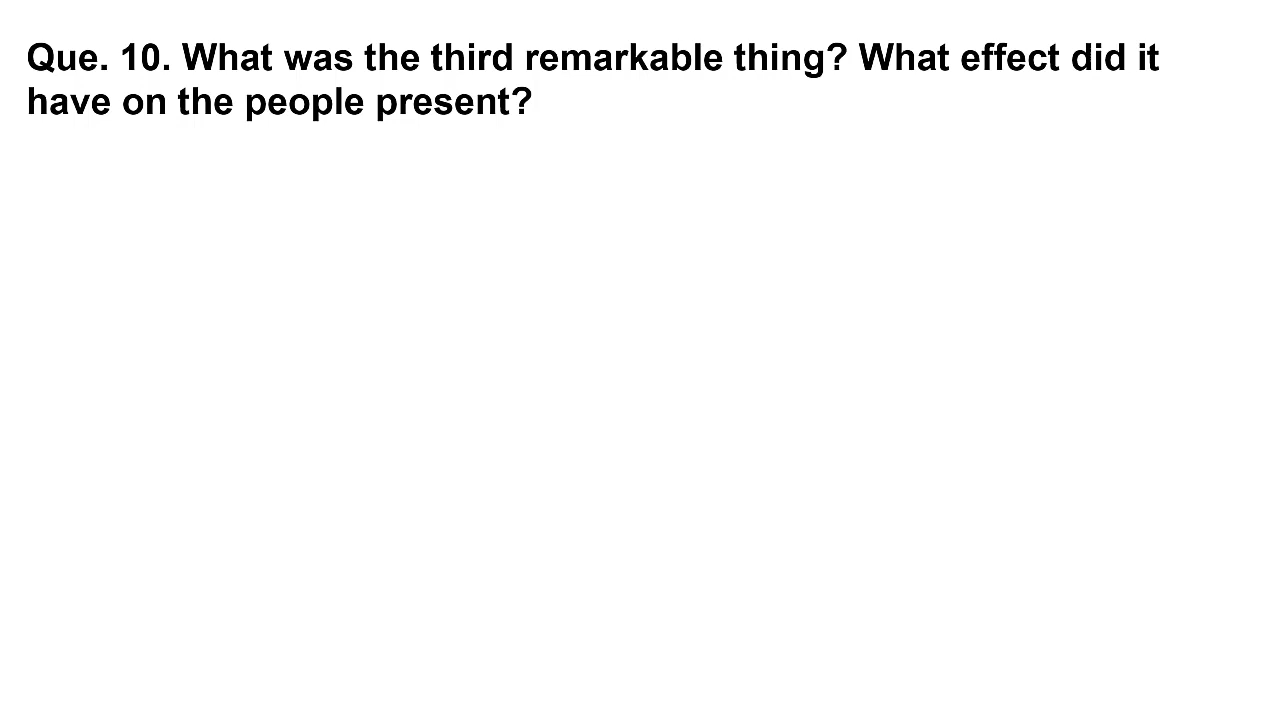 Que. 10. What was the third remarkable thing? What effect did it
have on the people present?